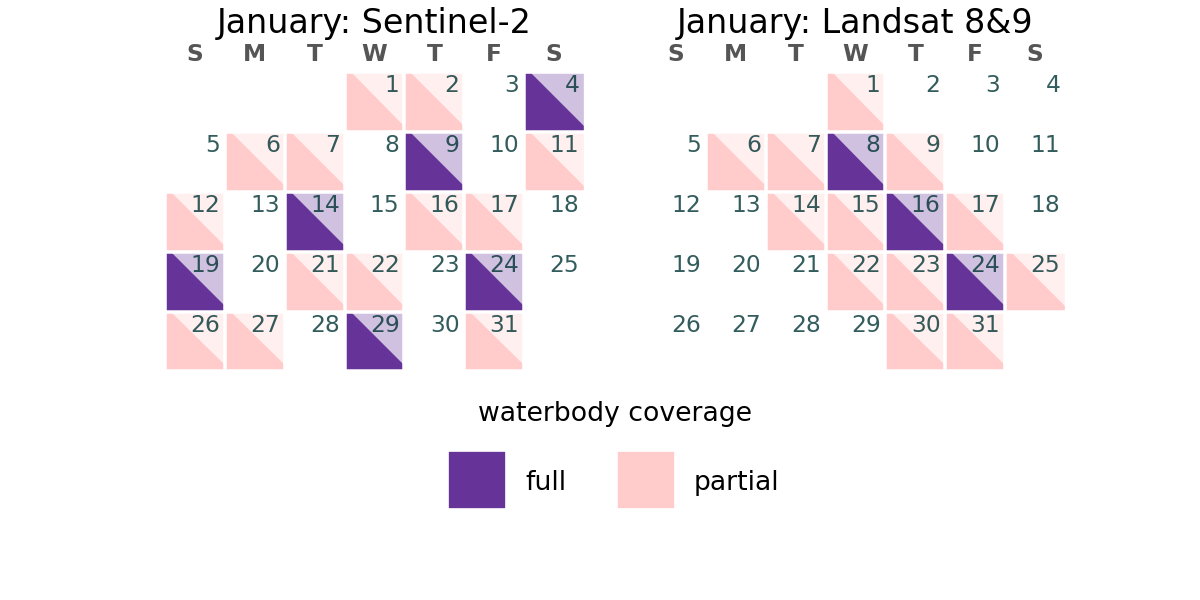 January: Sentinel-2
S M T W T F S
1 2 3 4
5 6 7 8 9 10 11
12 13 14 15 16 17 18
19 20 21 22 23 24 25
26 27 28 29 30 31
January: Landsat 8&9
S M T W T F S
1 2 3 4
5 6 7 8 9 10 11
12 13 14 15 16 17 18
19 20 21 22 23 24 25
26 27 28 29 30 31
waterbody coverage
full
partial